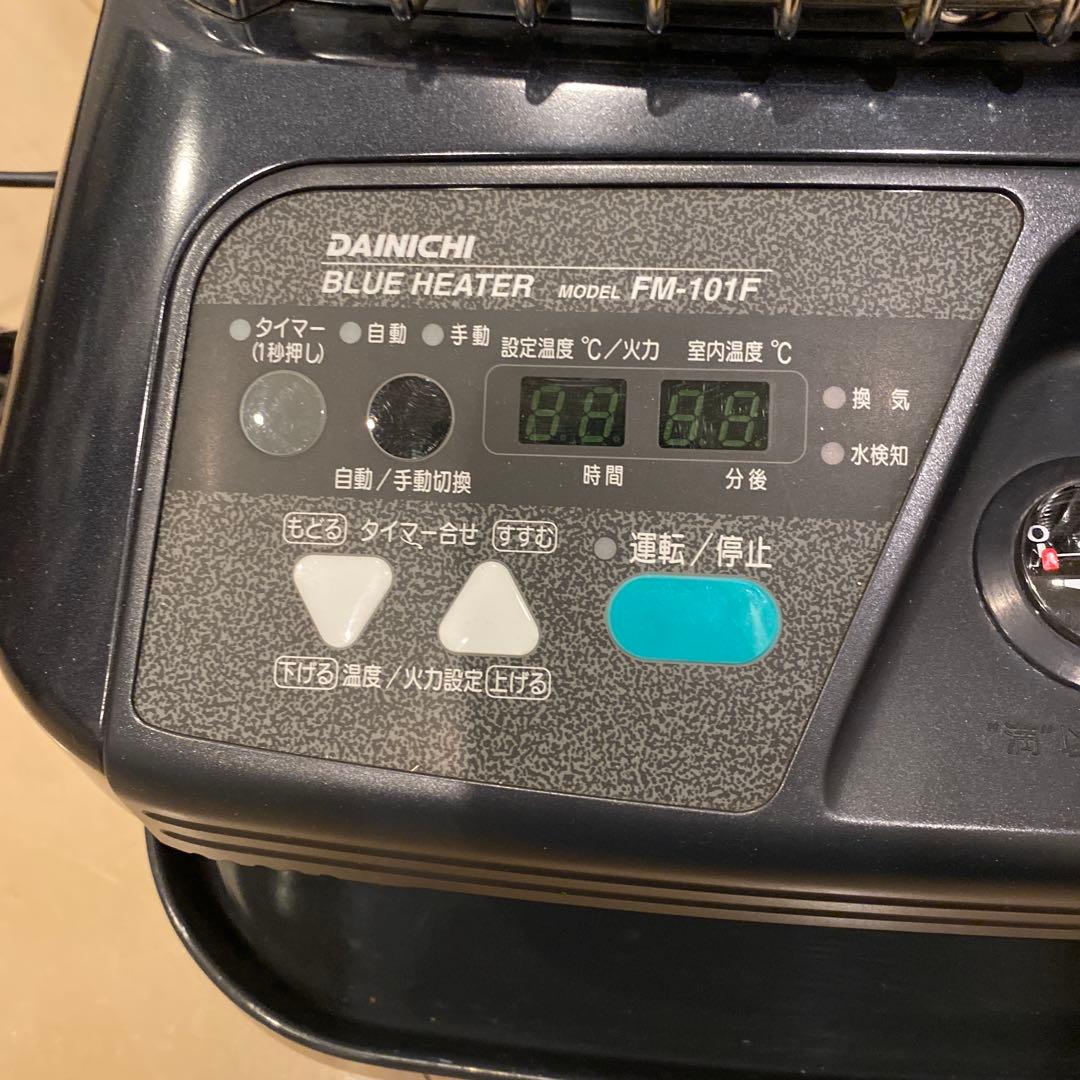 DAINICHI
BLUE HEATER MODEL FM-101F
タイマー 自動 手動 設定温度 ℃/火力 室内温度 ℃
(1秒押し)
換気
水検知
自動/手動切換 時間 分後
もどる タイマー合せ すすむ
運転/停止
下げる 温度/火力設定 上げる